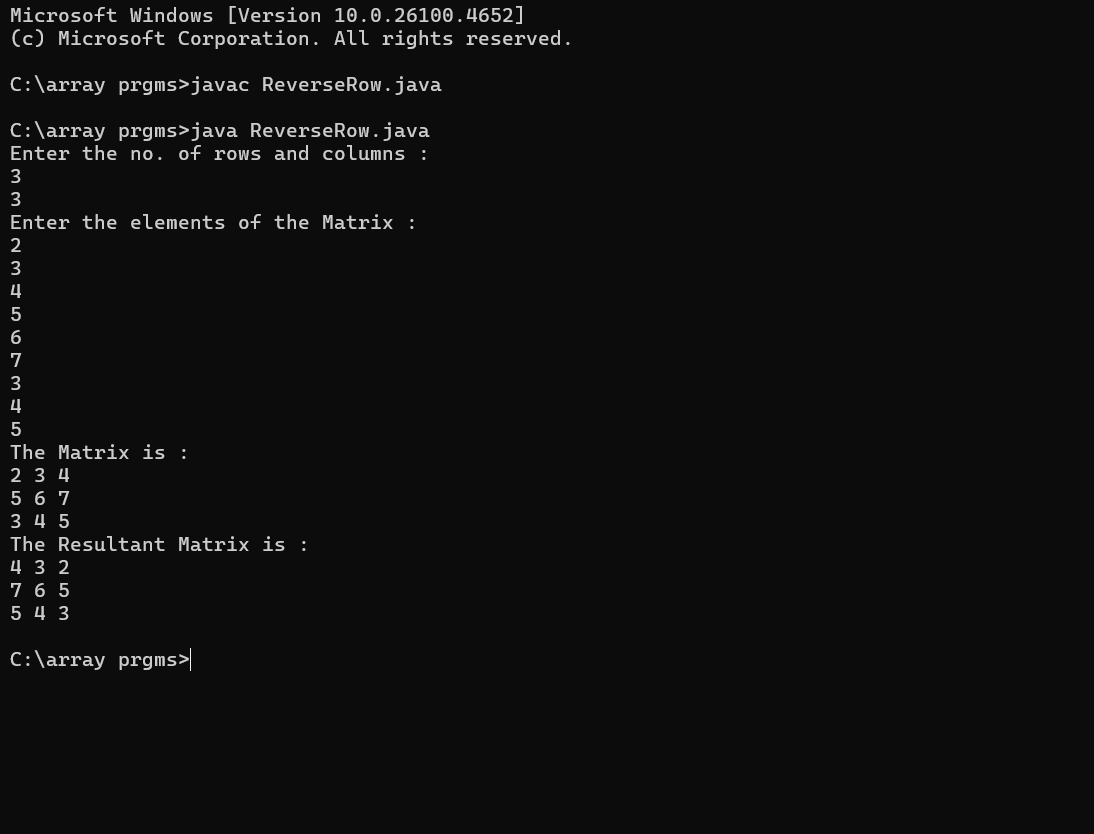 Microsoft Windows [Version 10.0.26100.4652]
(c) Microsoft Corporation. All rights reserved.
C:\array prgms>javac ReverseRow.java
C:\array prgms>java ReverseRow.java
Enter the no. of rows and columns :
3
3
Enter the elements of the Matrix :
2
3
4
5
6
7
3
4
5
The Matrix is :
2 3 4
5 6 7
3 4 5
The Resultant Matrix is :
4 3 2
7 6 5
5 4 3
C:\array prgms>